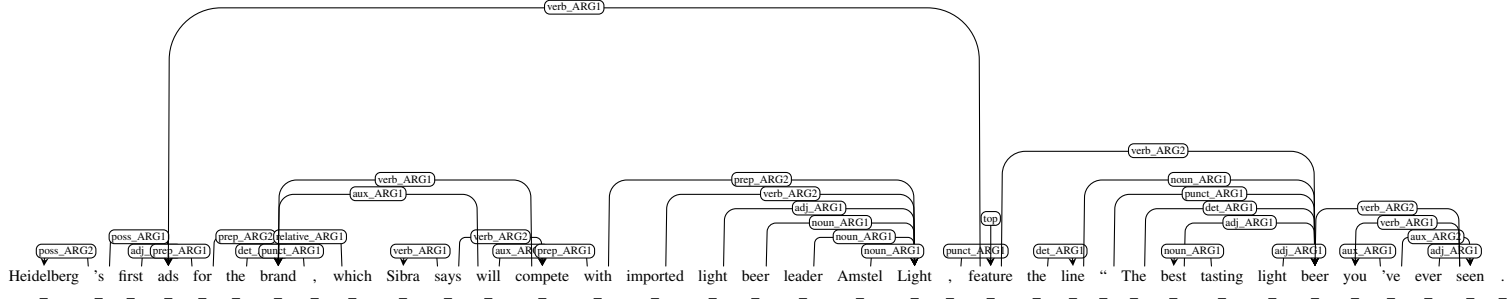 verb_ARG1
verb_ARG2
verb_ARG1 prep_ARG2 noun_ARG1
aux_ARG1 verb_ARG2 punct_ARG1
adj_ARG1 det_ARG1 verb_ARG2
top
noun_ARG1 adj_ARG1 verb_ARG1
poss_ARG1 prep_ARG2 relative_ARG1 verb_ARG2 noun_ARG1 aux_ARG2
poss_ARG2 prep_ARG1 punct_ARG1 verb_ARG1 prep_ARG1 noun_ARG1 punct_ARG1 det_ARG1 noun_ARG1 adj_ARG1 aux_ARG1 adj_ARG1
Heidelberg 's first ads for the brand , which Sibra says will compete with imported light beer leader Amstel Light , feature the line “ The best tasting light beer you 've ever seen .
_ _ _ _ _ _ _ _ _ _ _ _ _ _ _ _ _ _ _ _ _ _ _ _ _ _ _ _ _ _ _ _ _ _ _